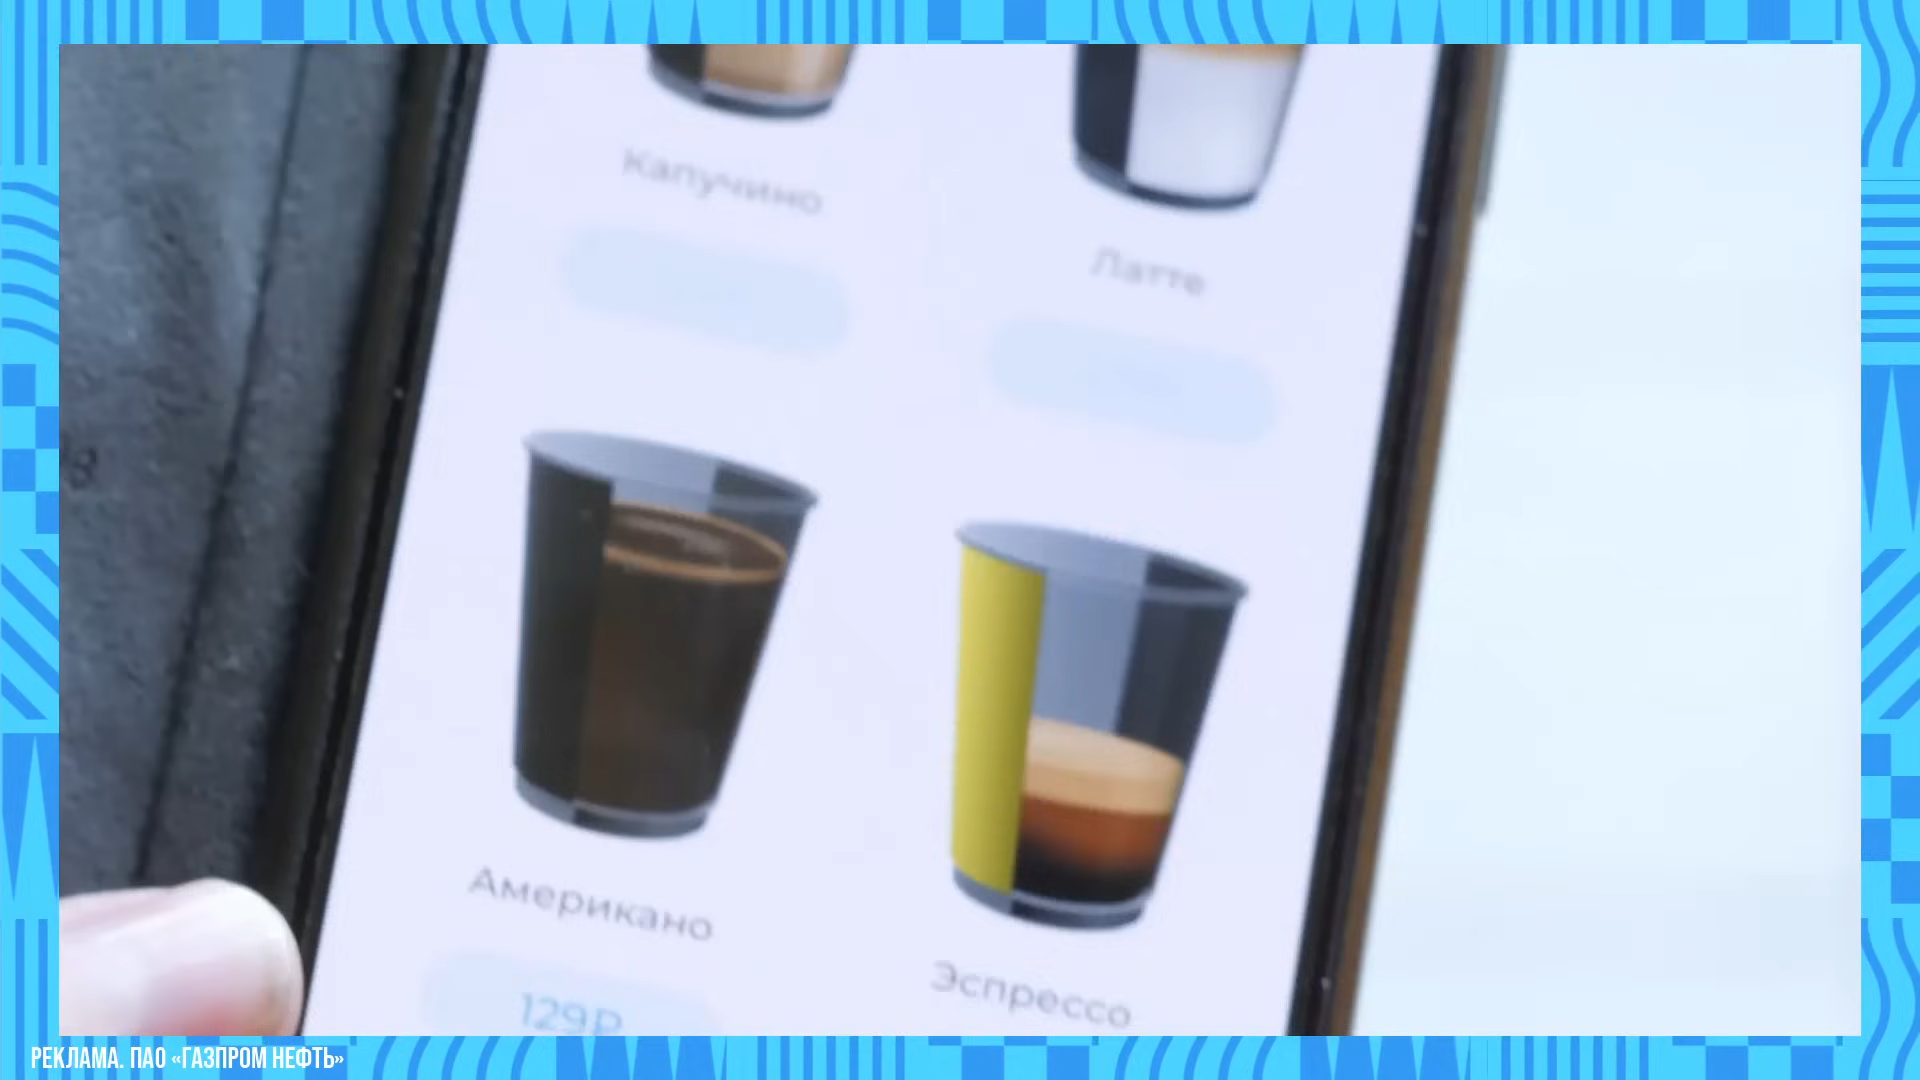 Капучино
Латте
Американо
Эспрессо
129₽
РЕКЛАМА. ПАО «ГАЗПРОМ НЕФТЬ»